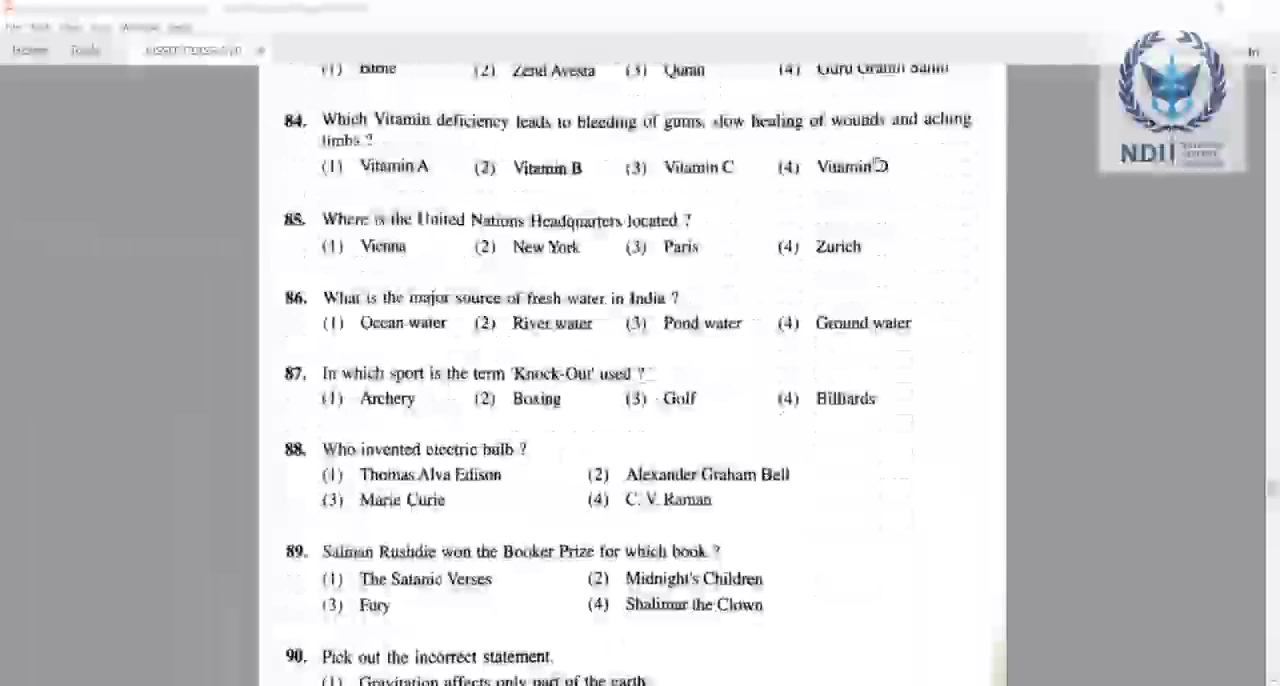 Home Tools
(1) Bible (2) Zend Avesta (3) Quran (4) Guru Granth Sahib
84. Which Vitamin deficiency leads to bleeding of gums, slow healing of wounds and aching
limbs ?
(1) Vitamin A (2) Vitamin B (3) Vitamin C (4) Vitamin D
85. Where is the United Nations Headquarters located ?
(1) Vienna (2) New York (3) Paris (4) Zurich
86. What is the major source of fresh water in India ?
(1) Ocean water (2) River water (3) Pond water (4) Ground water
87. In which sport is the term 'Knock-Out' used ?
(1) Archery (2) Boxing (3) Golf (4) Billiards
88. Who invented electric bulb ?
(1) Thomas Alva Edison (2) Alexander Graham Bell
(3) Marie Curie (4) C. V. Raman
89. Salman Rushdie won the Booker Prize for which book ?
(1) The Satanic Verses (2) Midnight's Children
(3) Fury (4) Shalimar the Clown
90. Pick out the incorrect statement.
(1) Gravitation affects only part of the earth
NDI
In